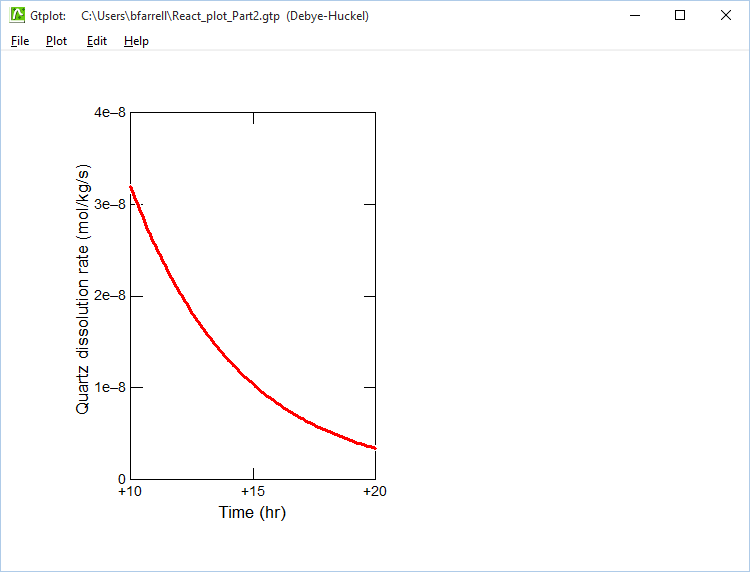 Gtplot: C:\Users\bfarrell\React_plot_Part2.gtp (Debye-Huckel)
File Plot Edit Help
4e–8
3e–8
2e–8
1e–8
0
Quartz dissolution rate (mol/kg/s)
+10 +15 +20
Time (hr)